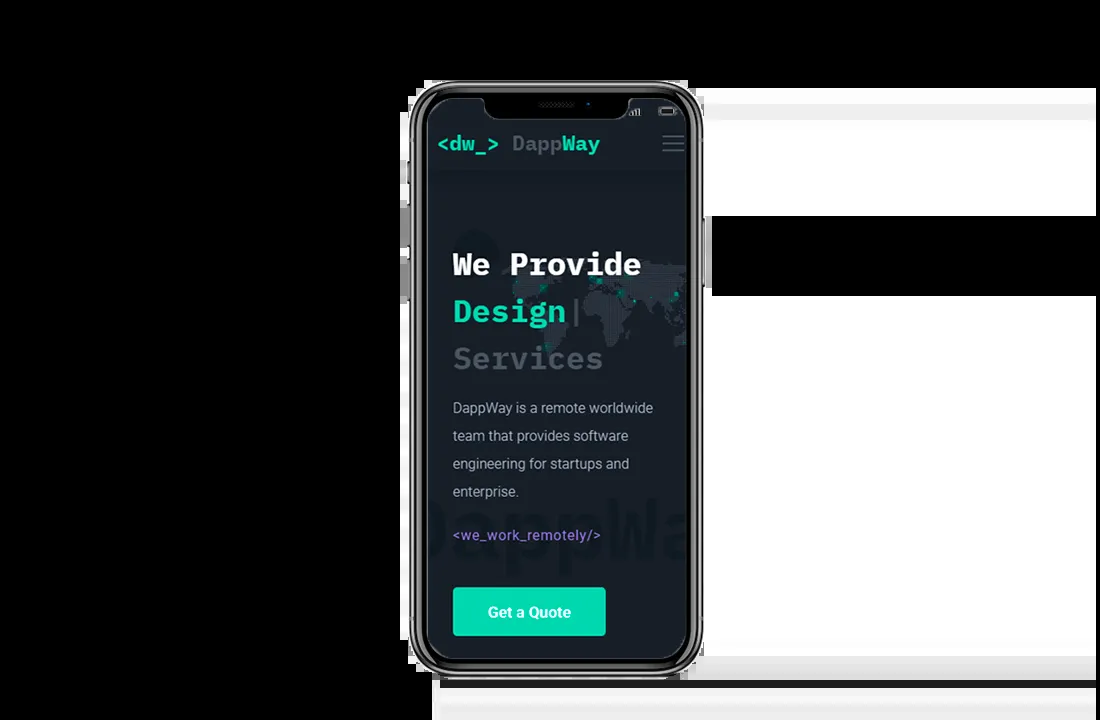 <dw_> DappWay
We Provide
Design|
Services
DappWay is a remote worldwide
team that provides software
engineering for startups and
enterprise.
DappWa
<we_work_remotely/>
Get a Quote